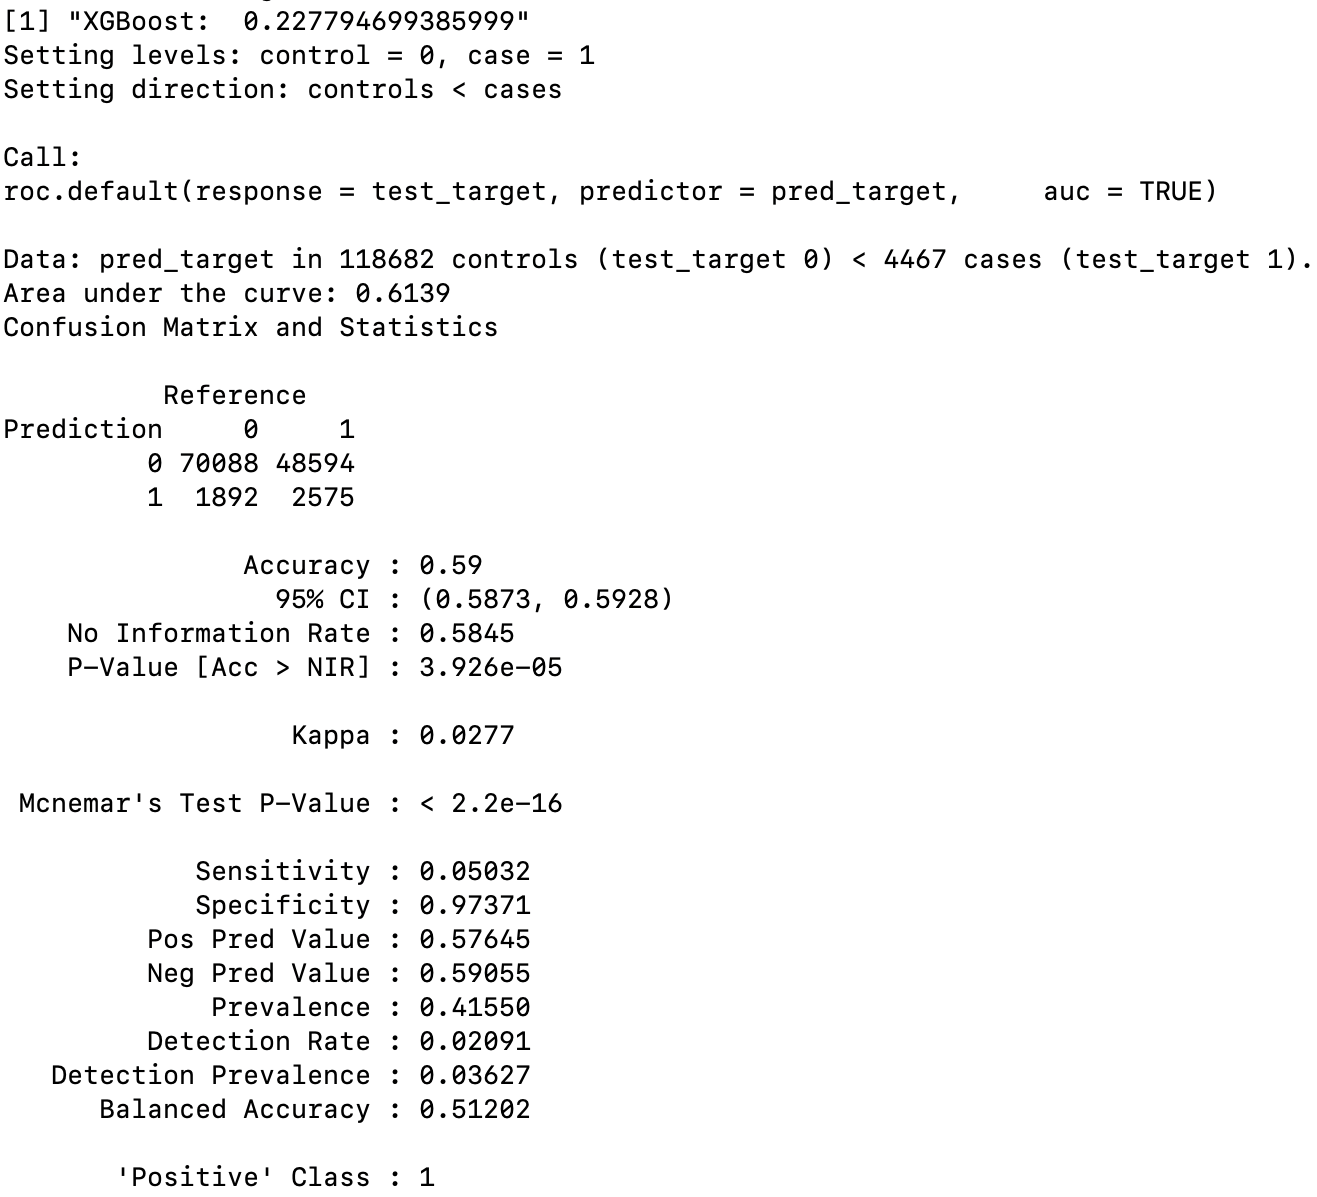 [1] "XGBoost:  0.227794699385999"
Setting levels: control = 0, case = 1
Setting direction: controls < cases
Call:
roc.default(response = test_target, predictor = pred_target,     auc = TRUE)
Data: pred_target in 118682 controls (test_target 0) < 4467 cases (test_target 1).
Area under the curve: 0.6139
Confusion Matrix and Statistics
          Reference
Prediction     0     1
         0 70088 48594
         1  1892  2575
               Accuracy : 0.59
                 95% CI : (0.5873, 0.5928)
    No Information Rate : 0.5845
    P-Value [Acc > NIR] : 3.926e-05
                  Kappa : 0.0277
 Mcnemar's Test P-Value : < 2.2e-16
            Sensitivity : 0.05032
            Specificity : 0.97371
         Pos Pred Value : 0.57645
         Neg Pred Value : 0.59055
             Prevalence : 0.41550
         Detection Rate : 0.02091
   Detection Prevalence : 0.03627
      Balanced Accuracy : 0.51202
       'Positive' Class : 1